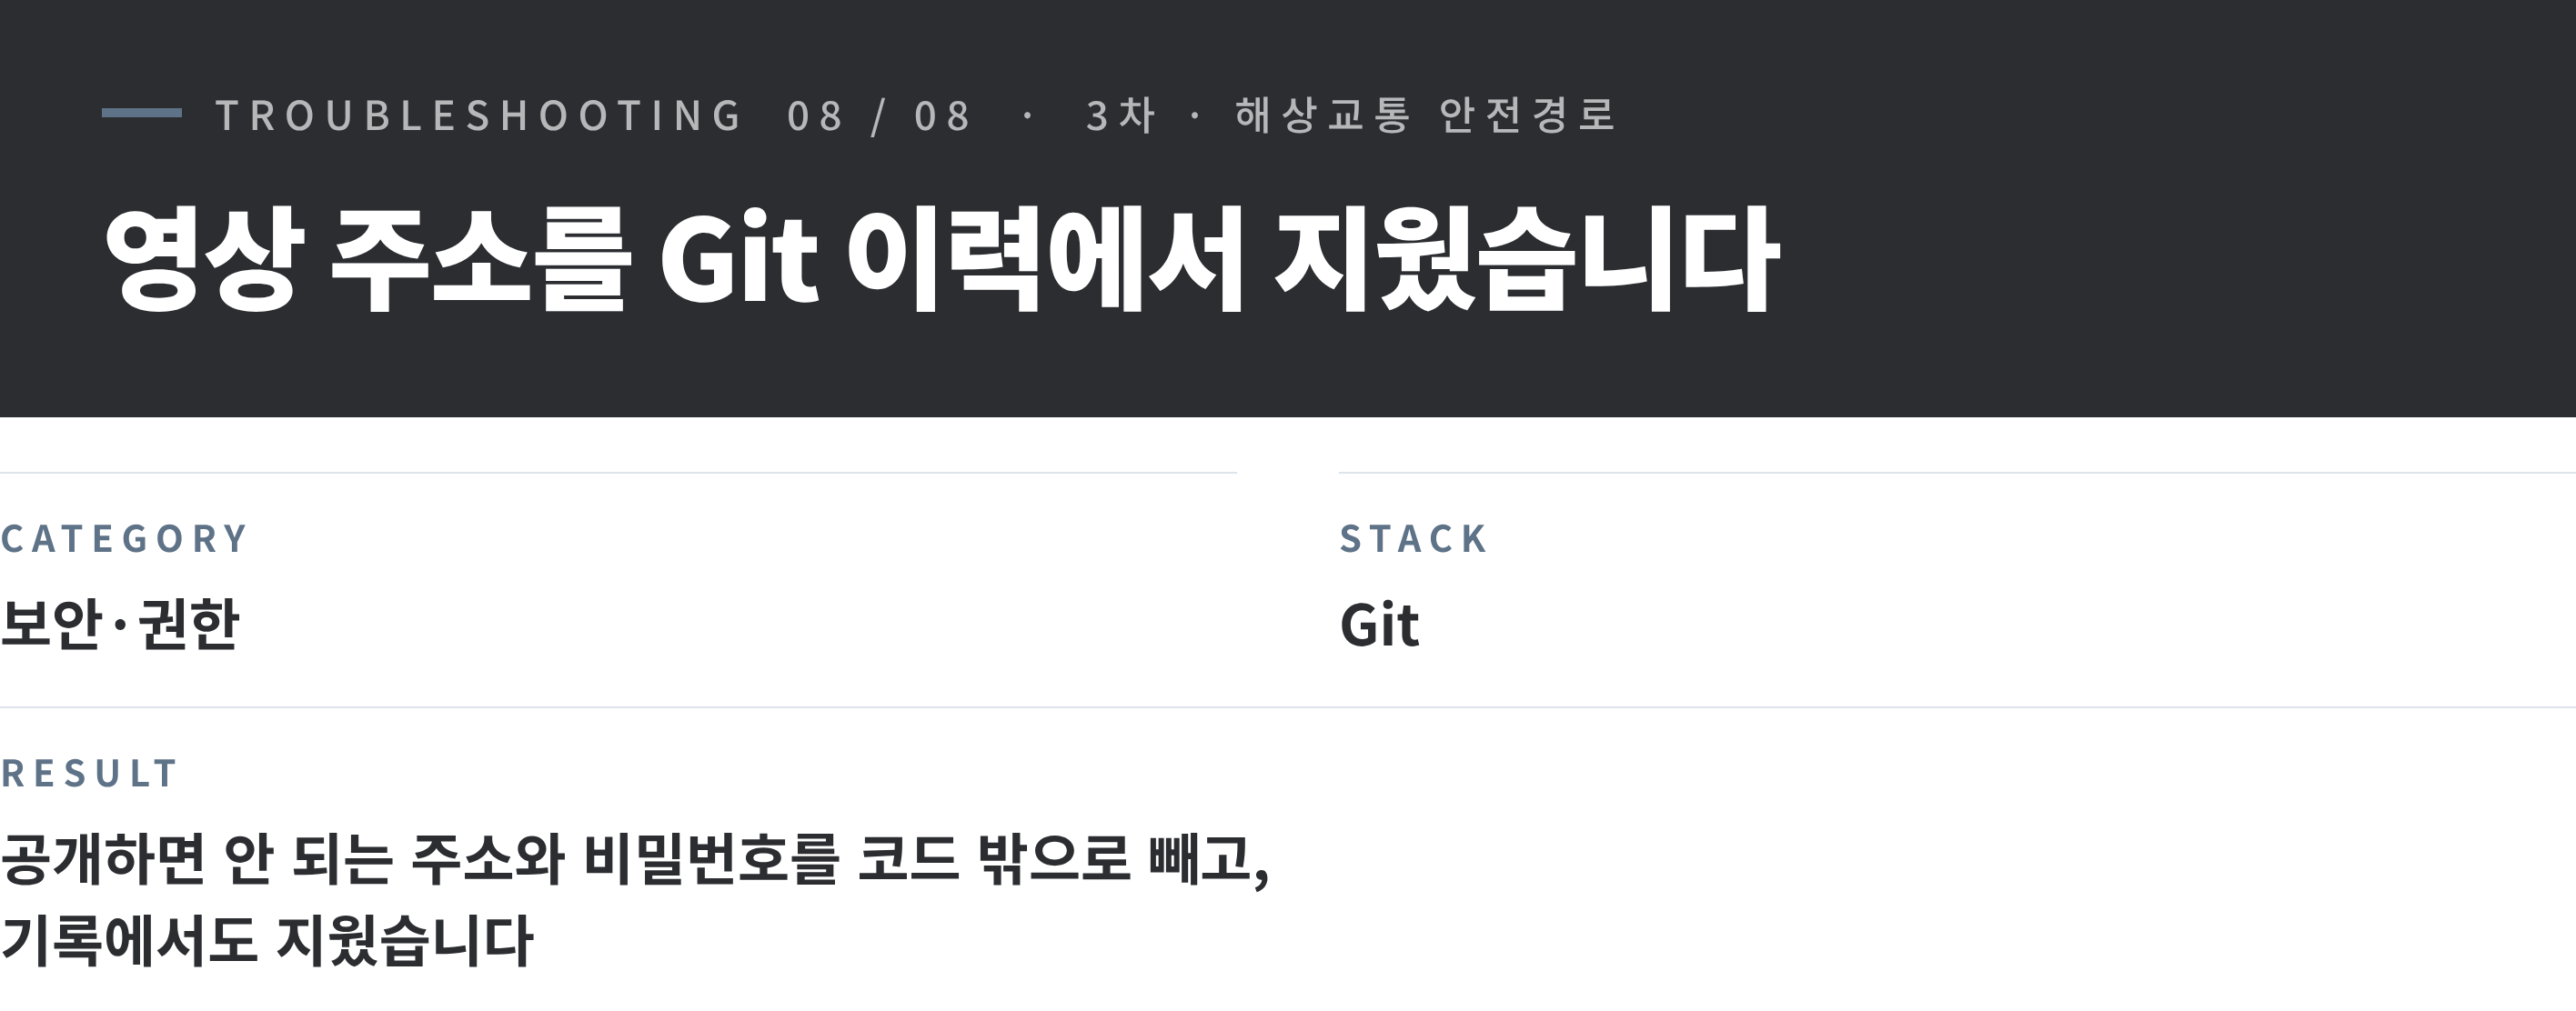 TROUBLESHOOTING 08 / 08 · 3차 · 해상교통 안전경로
영상 주소를 Git 이력에서 지웠습니다
CATEGORY
보안·권한
STACK
Git
RESULT
공개하면 안 되는 주소와 비밀번호를 코드 밖으로 빼고,
기록에서도 지웠습니다